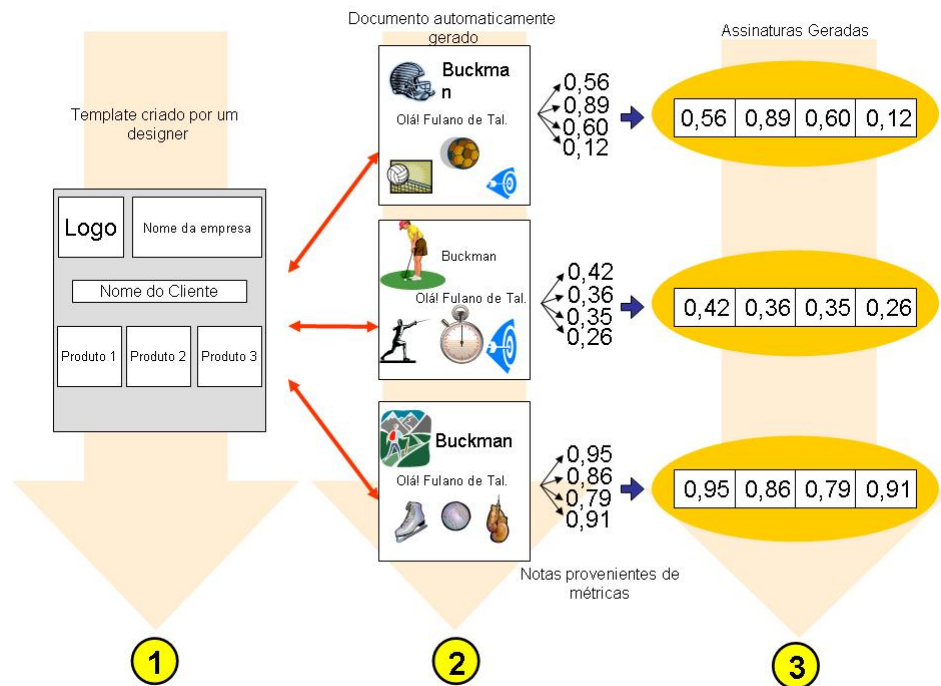 Template criado por um
designer
Logo
Nome da empresa
Nome do Cliente
Produto 1
Produto 2
Produto 3
1
Documento automaticamente
gerado
Buckma
n
Olá! Fulano de Tal.
0,56
0,89
0,60
0,12
Buckman
Olá! Fulano de Tal.
0,42
0,36
0,35
0,26
Buckman
Olá! Fulano de Tal.
0,95
0,86
0,79
0,91
Notas provenientes de
métricas
2
Assinaturas Geradas
0,56 0,89 0,60 0,12
0,42 0,36 0,35 0,26
0,95 0,86 0,79 0,91
3